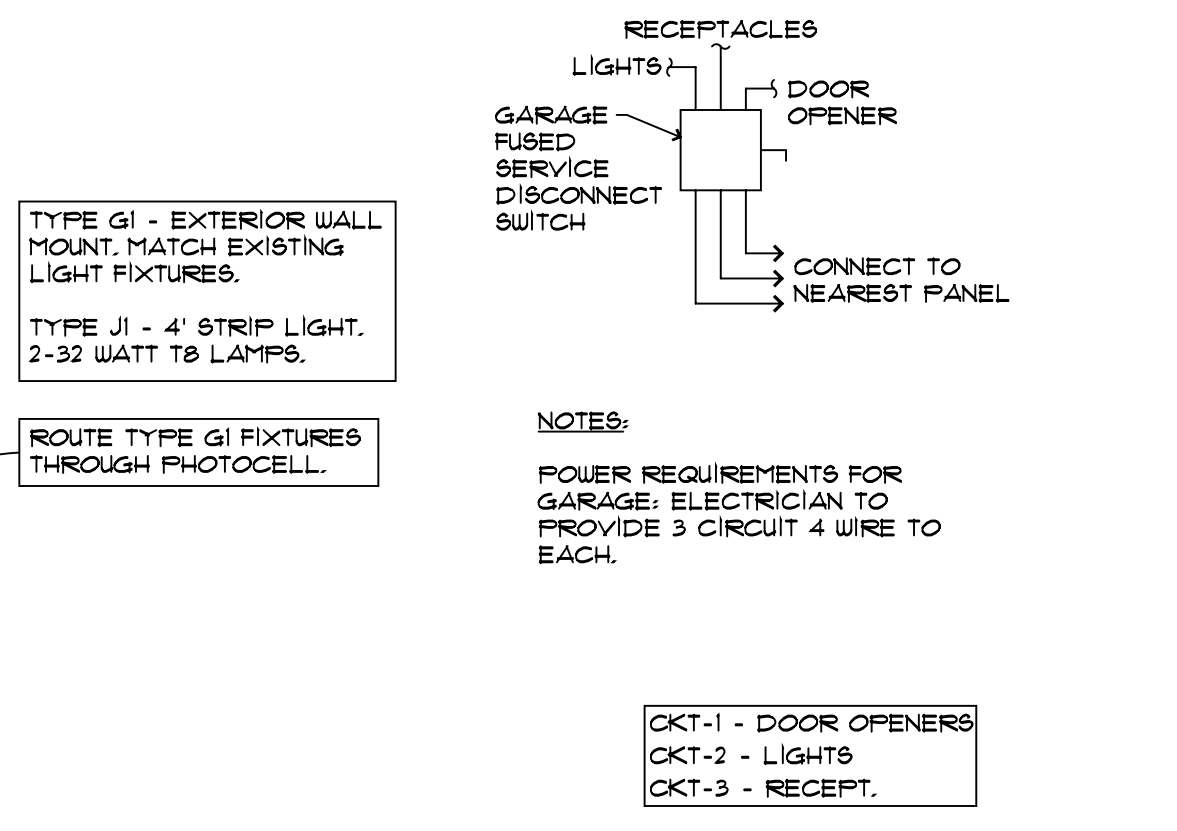 RECEPTACLES
LIGHTS
DOOR
OPENER
GARAGE
FUSED
SERVICE
DISCONNECT
SWITCH
CONNECT TO
NEAREST PANEL
TYPE G1 - EXTERIOR WALL
MOUNT. MATCH EXISTING
LIGHT FIXTURES.
TYPE J1 - 4' STRIP LIGHT.
2-32 WATT T8 LAMPS.
ROUTE TYPE G1 FIXTURES
THROUGH PHOTOCELL.
NOTES:
POWER REQUIREMENTS FOR
GARAGE: ELECTRICIAN TO
PROVIDE 3 CIRCUIT 4 WIRE TO
EACH.
CKT-1 - DOOR OPENERS
CKT-2 - LIGHTS
CKT-3 - RECEPT.